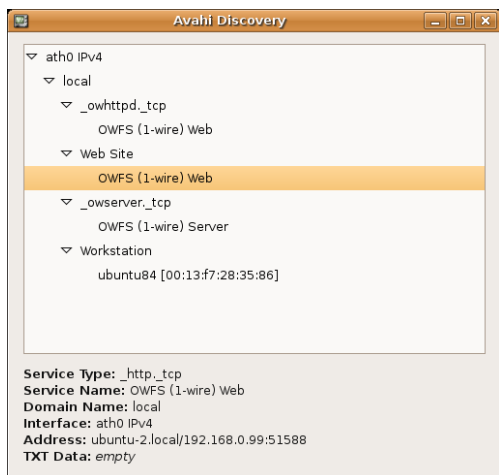 Avahi Discovery
ath0 IPv4
local
_owhttpd._tcp
OWFS (1-wire) Web
Web Site
OWFS (1-wire) Web
_owserver._tcp
OWFS (1-wire) Server
Workstation
ubuntu84 [00:13:f7:28:35:86]
Service Type: _http._tcp
Service Name: OWFS (1-wire) Web
Domain Name: local
Interface: ath0 IPv4
Address: ubuntu-2.local/192.168.0.99:51588
TXT Data: empty